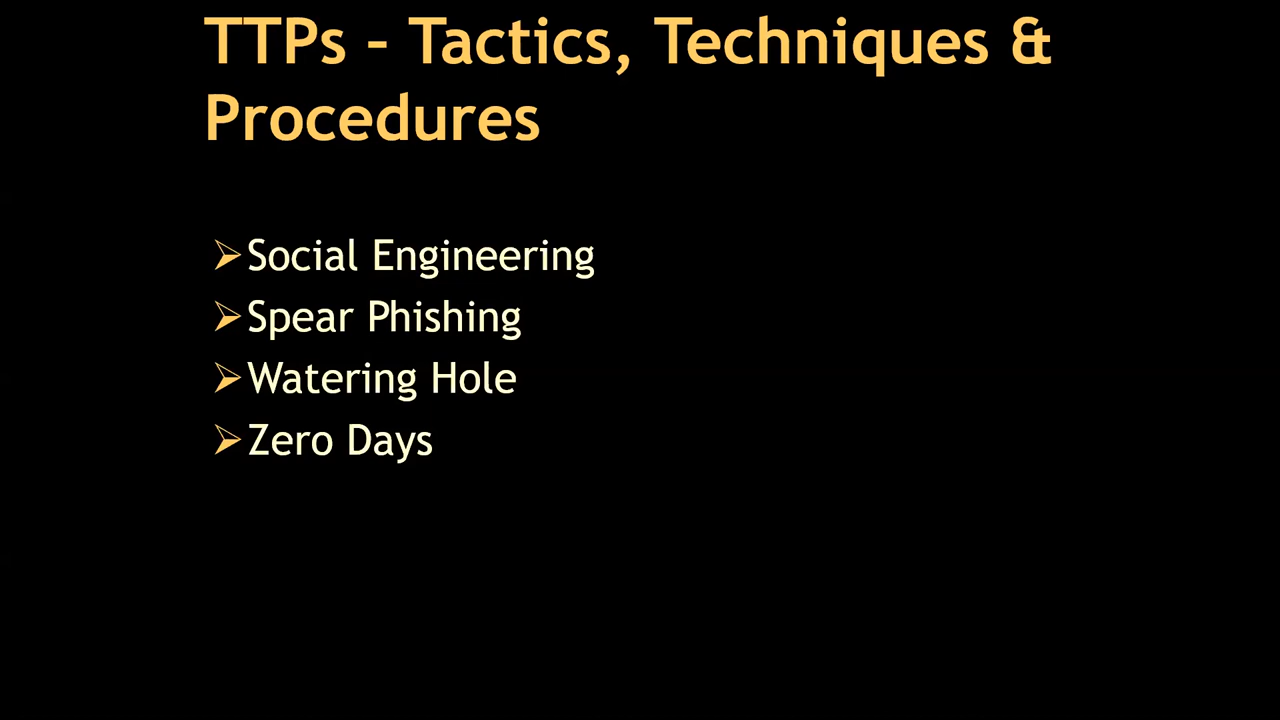 TTPs – Tactics, Techniques &
Procedures
➢Social Engineering
➢Spear Phishing
➢Watering Hole
➢Zero Days